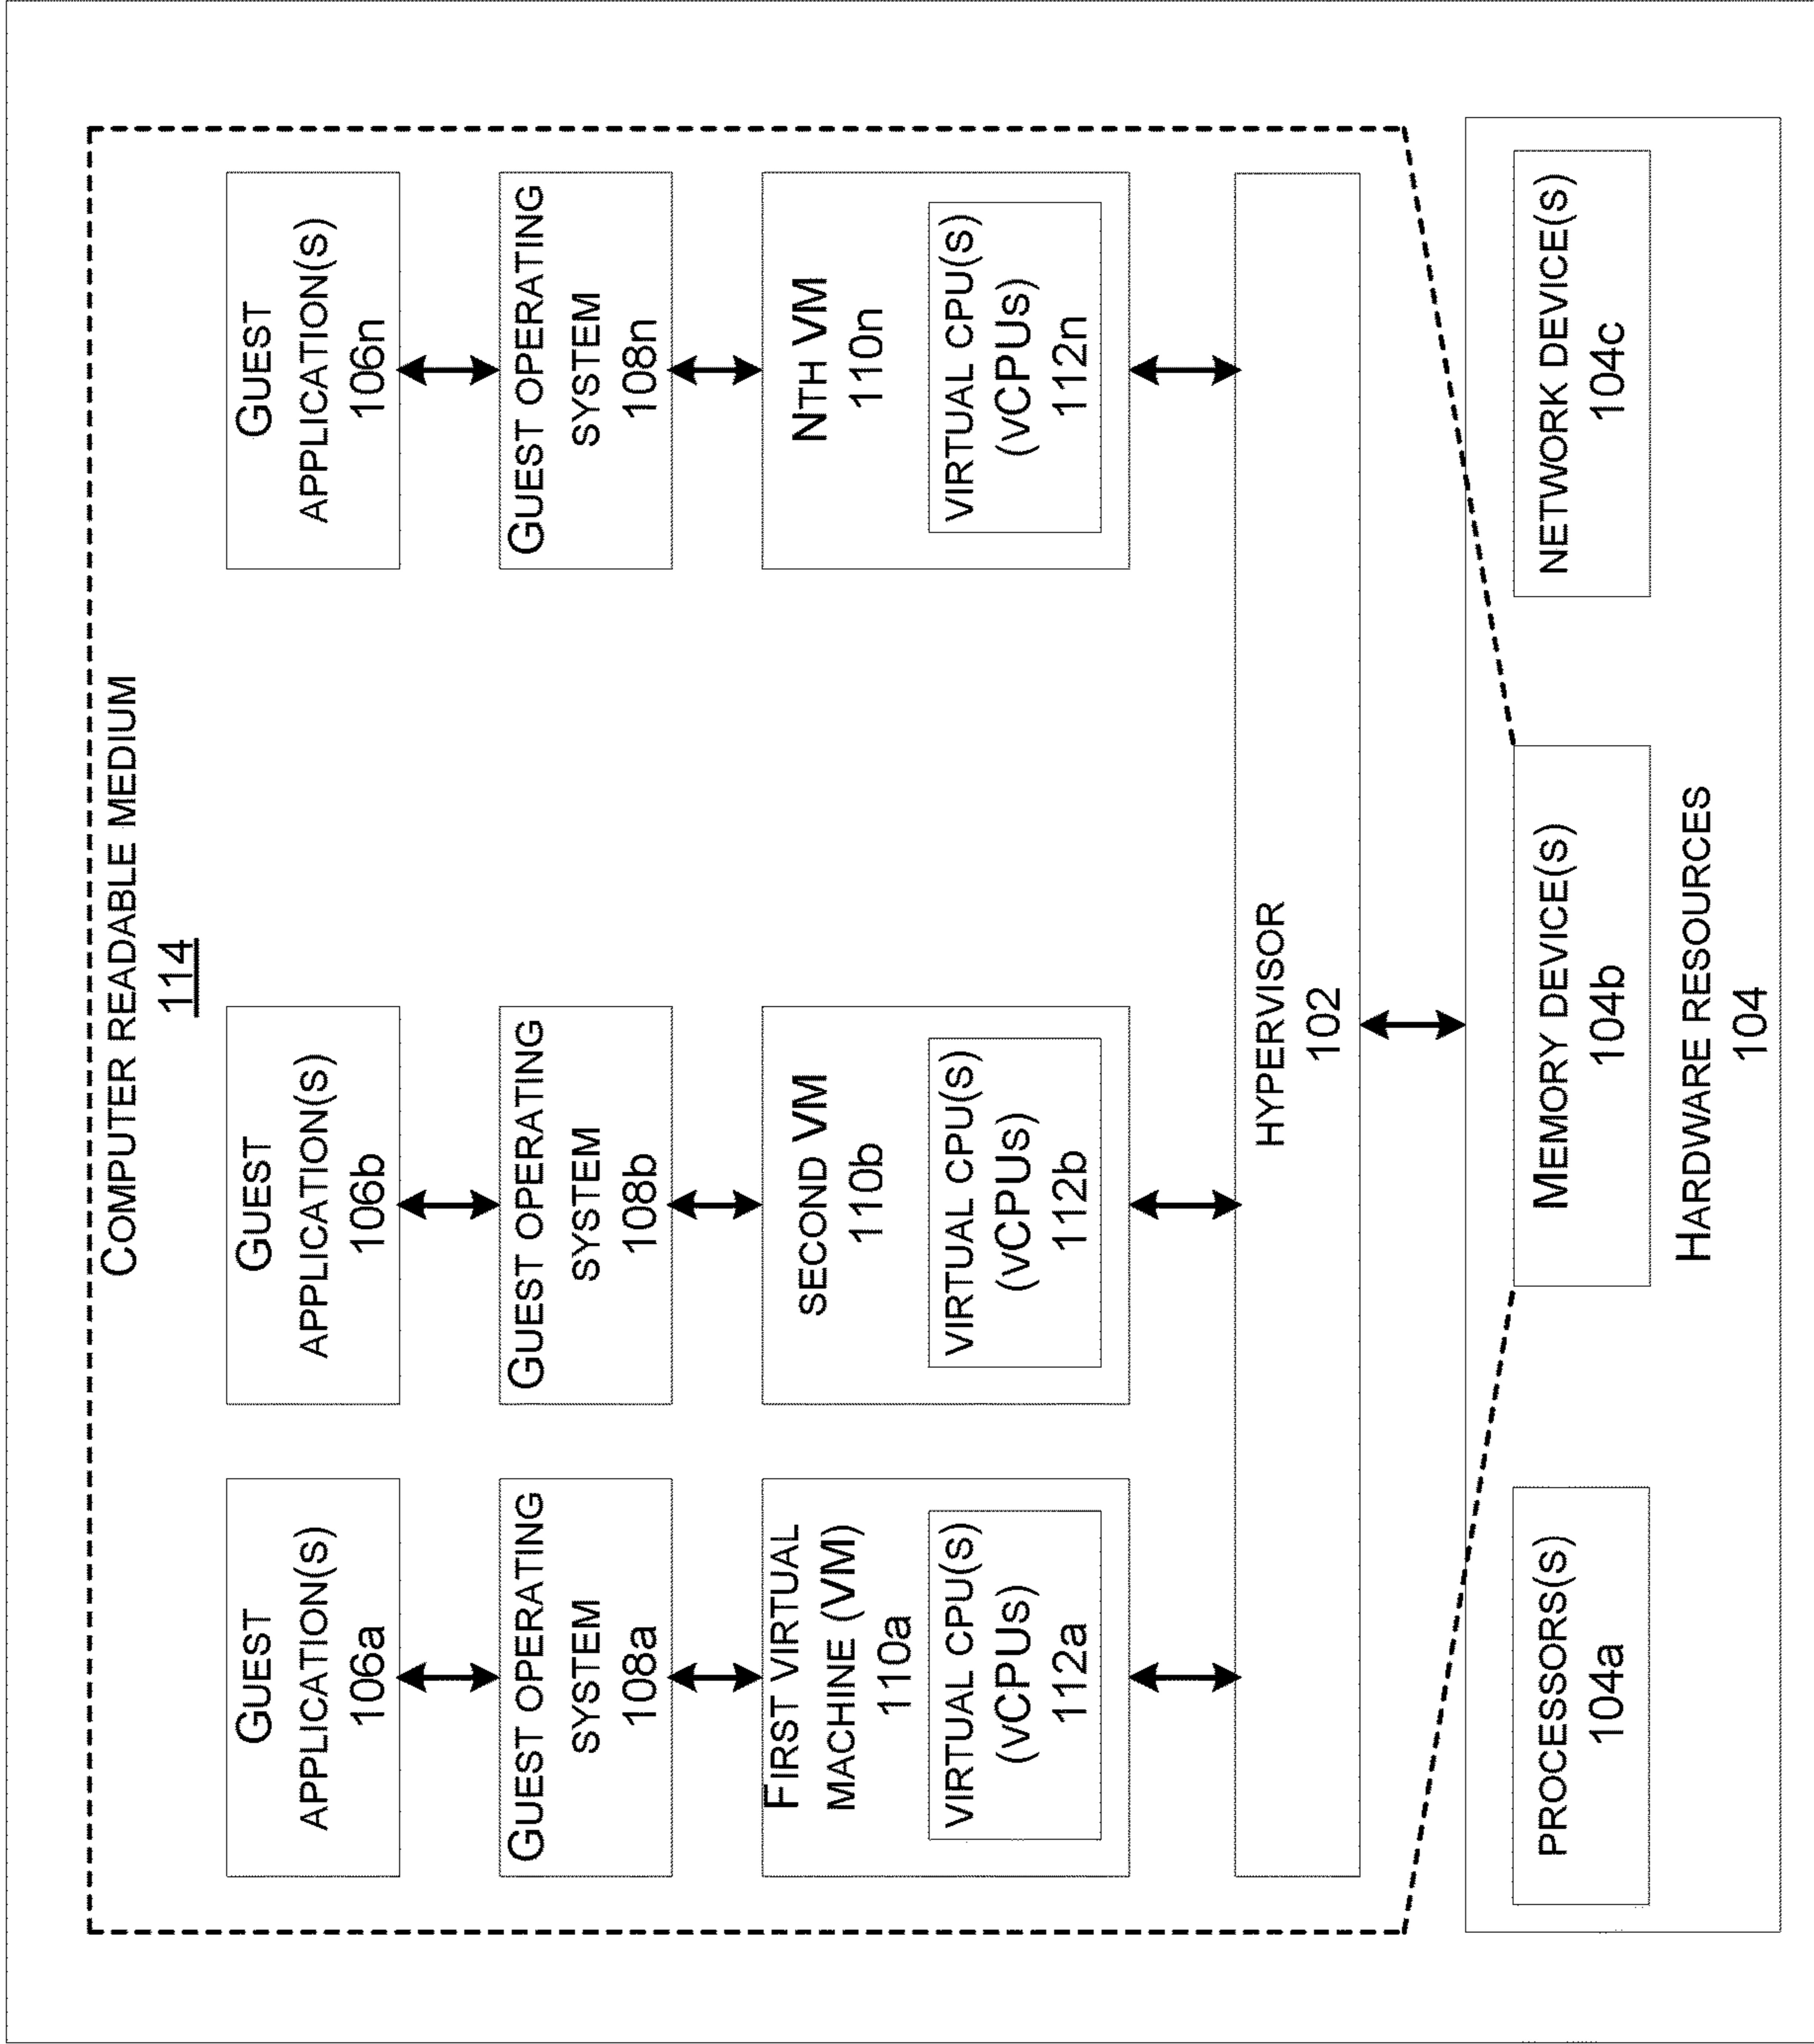 COMPUTER READABLE MEDIUM
114
GUEST
APPLICATION(S)
106a
GUEST
APPLICATION(S)
106b
GUEST
APPLICATION(S)
106n
GUEST OPERATING
SYSTEM
108a
GUEST OPERATING
SYSTEM
108b
GUEST OPERATING
SYSTEM
108n
FIRST VIRTUAL
MACHINE (VM)
110a
VIRTUAL CPU(S)
(VCPUS)
112a
SECOND VM
110b
VIRTUAL CPU(S)
(VCPUS)
112b
NTH VM
110n
VIRTUAL CPU(S)
(VCPUS)
112n
HYPERVISOR
102
PROCESSORS(S)
104a
MEMORY DEVICE(S)
104b
NETWORK DEVICE(S)
104c
HARDWARE RESOURCES
104